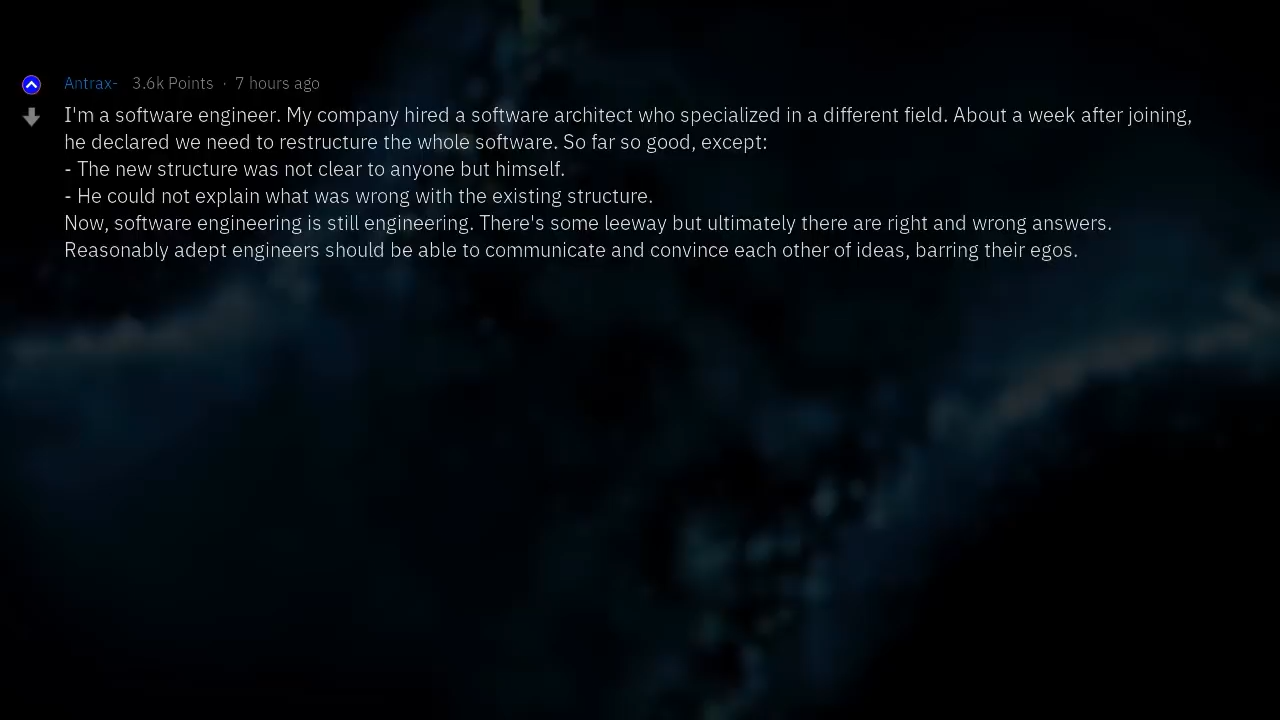 Antrax- 3.6k Points · 7 hours ago
I'm a software engineer. My company hired a software architect who specialized in a different field. About a week after joining,
he declared we need to restructure the whole software. So far so good, except:
- The new structure was not clear to anyone but himself.
- He could not explain what was wrong with the existing structure.
Now, software engineering is still engineering. There's some leeway but ultimately there are right and wrong answers.
Reasonably adept engineers should be able to communicate and convince each other of ideas, barring their egos.